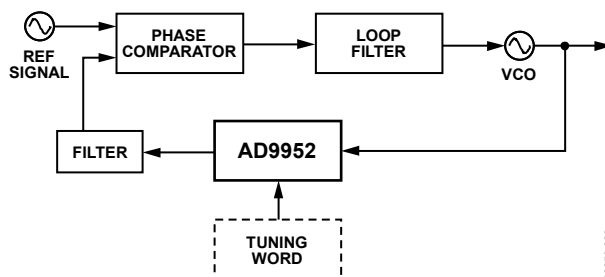 REF
SIGNAL
PHASE
COMPARATOR
LOOP
FILTER
VCO
FILTER
AD9952
TUNING
WORD